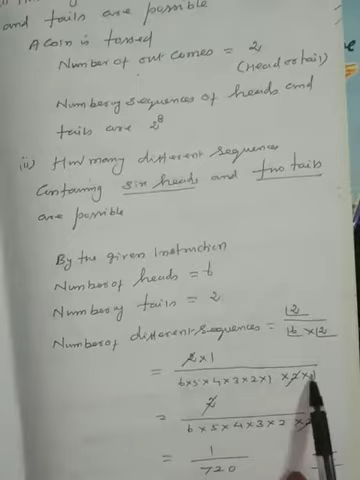 and tails are possible
A Coin is tossed
Number of out comes = 2
(Head or tail)
Number of sequences of heads and
tails are 2⁸
(ii) How many different sequences
Containing six heads and two tails
are possible
By the given Instruction
Number of heads = 6
Number of tails = 2
Number of different sequences = |2 / |6 × |2
= 2 × 1 / 6 × 5 × 4 × 3 × 2 × 1 × 2 × 1
= 2 / 6 × 5 × 4 × 3 × 2 ×
= 1 / 720